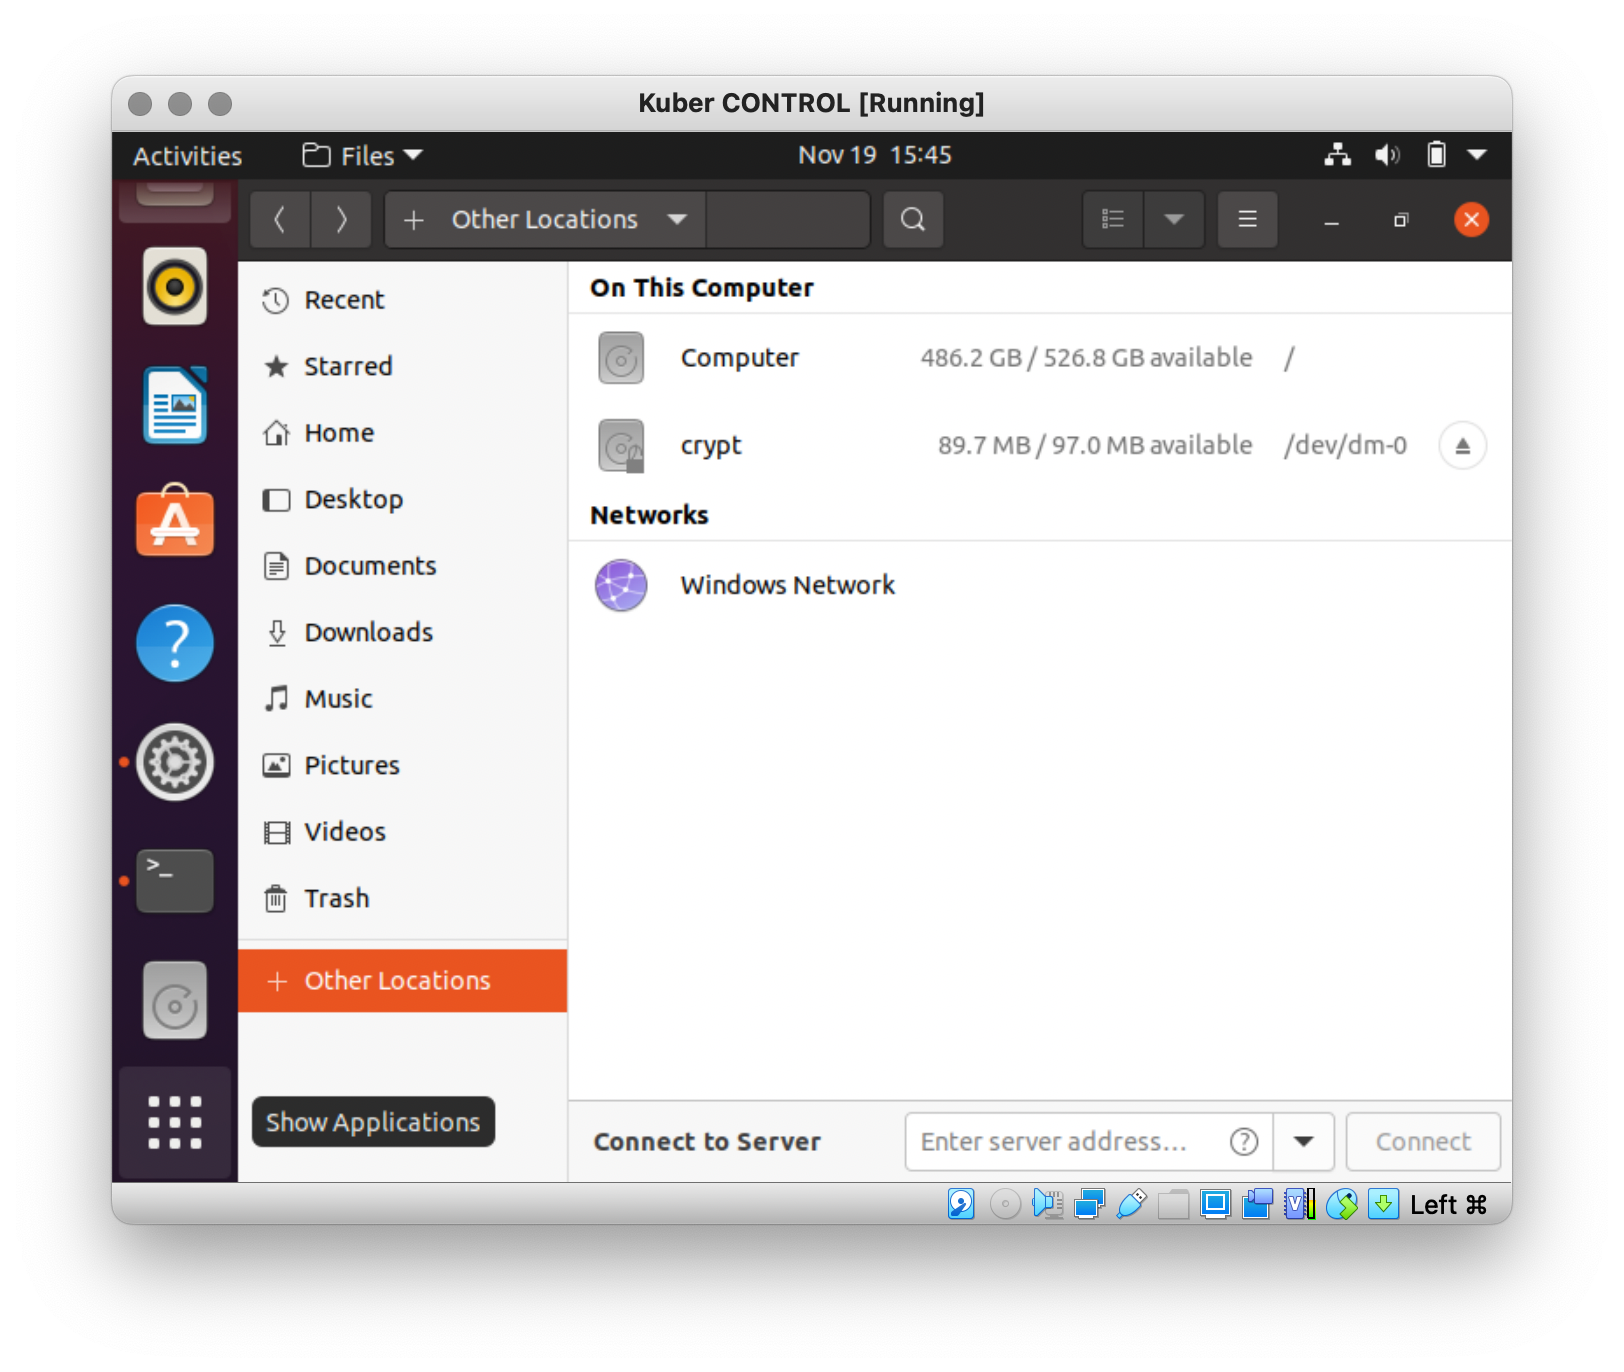 Kuber CONTROL [Running]
Activities Files Nov 19 15:45
Other Locations
Recent
Starred
Home
Desktop
Documents
Downloads
Music
Pictures
Videos
Trash
Other Locations
Show Applications
On This Computer
Computer 486.2 GB / 526.8 GB available /
crypt 89.7 MB / 97.0 MB available /dev/dm-0
Networks
Windows Network
Connect to Server Enter server address... Connect
Left ⌘